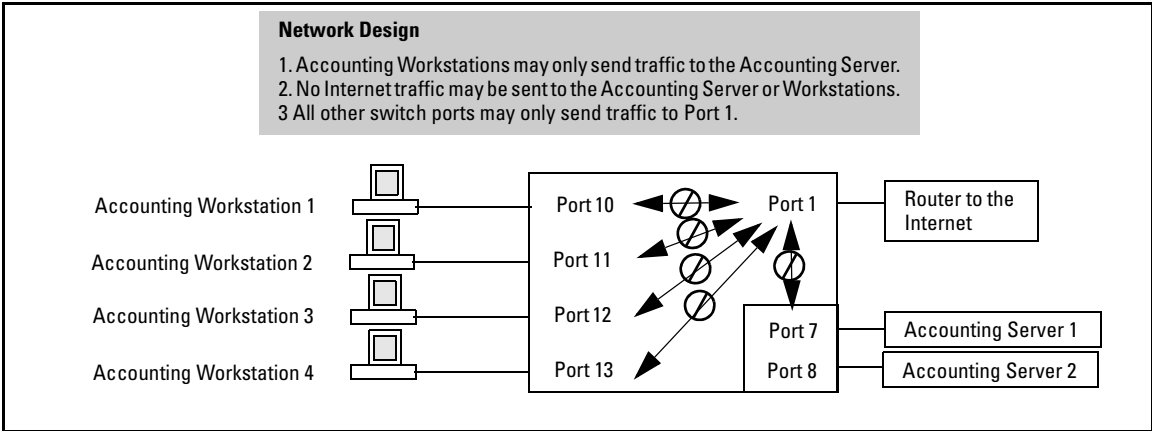 Network Design
1. Accounting Workstations may only send traffic to the Accounting Server.
2. No Internet traffic may be sent to the Accounting Server or Workstations.
3 All other switch ports may only send traffic to Port 1.
Accounting Workstation 1
Port 10
Port 1
Router to the
Internet
Accounting Workstation 2
Port 11
Accounting Workstation 3
Port 12
Port 7
Accounting Server 1
Accounting Workstation 4
Port 13
Port 8
Accounting Server 2